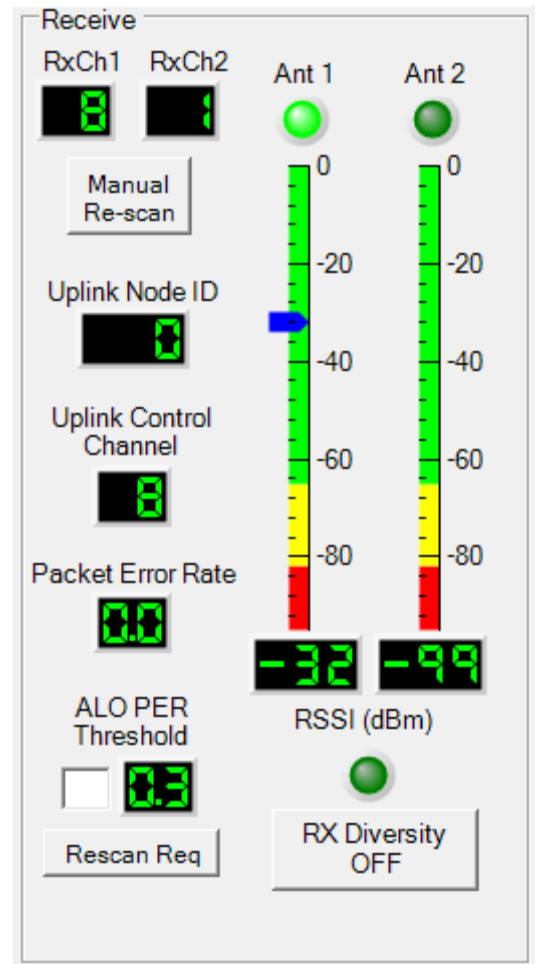 Receive
RxCh1 RxCh2
8 1
Manual
Re-scan
Uplink Node ID
0
Uplink Control
Channel
8
Packet Error Rate
0.0
ALO PER
Threshold
0.3
Rescan Req
Ant 1 Ant 2
0 0
-20 -20
-40 -40
-60 -60
-80 -80
-32 -99
RSSI (dBm)
RX Diversity
OFF